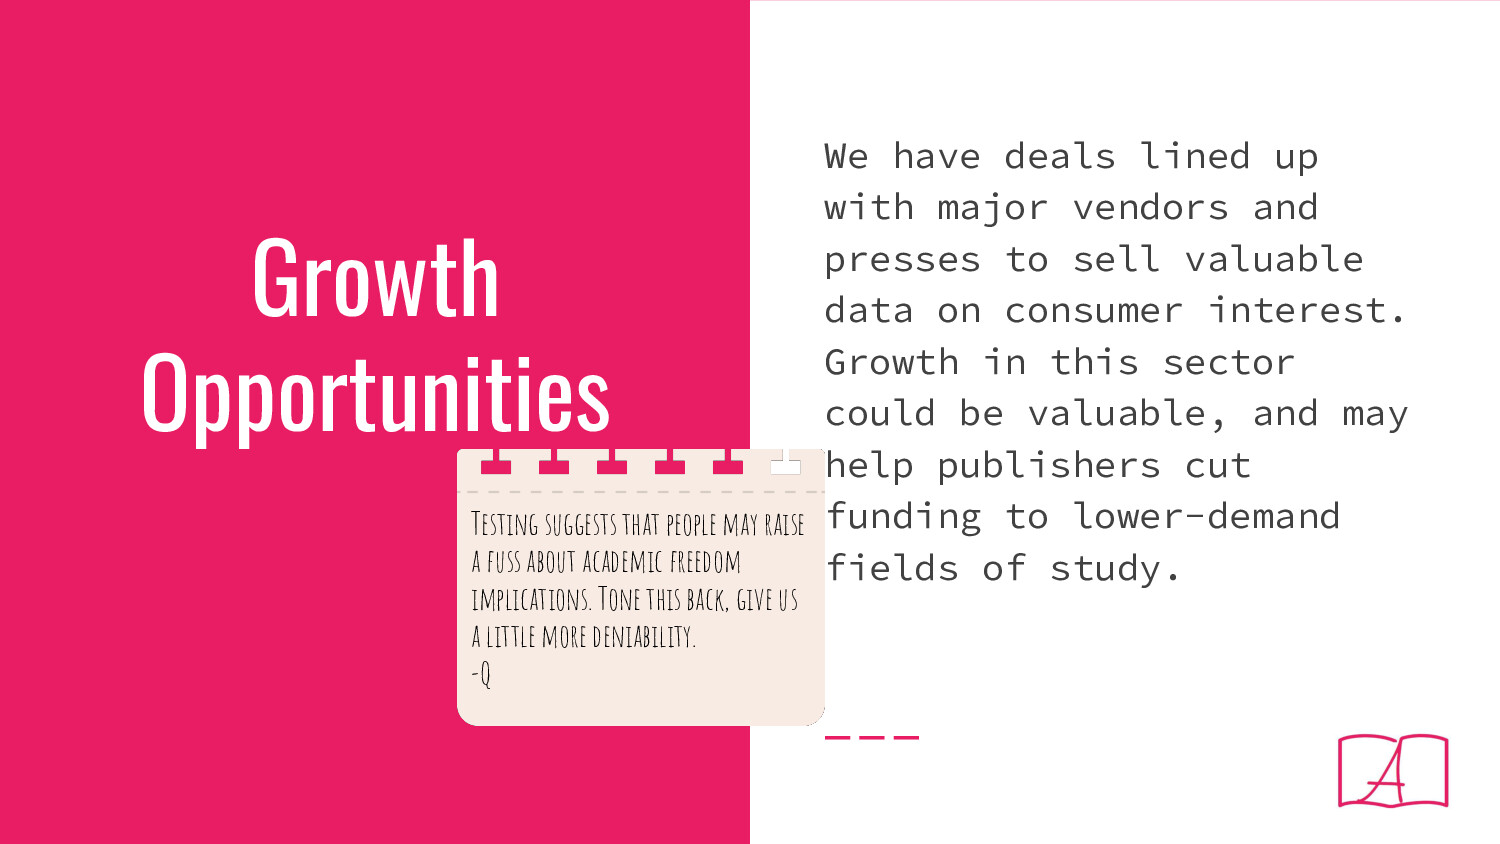 Growth
Opportunities
We have deals lined up
with major vendors and
presses to sell valuable
data on consumer interest.
Growth in this sector
could be valuable, and may
help publishers cut
funding to lower-demand
fields of study.
Testing suggests that people may raise
a fuss about academic freedom
implications. Tone this back, give us
a little more deniability.
-Q
A